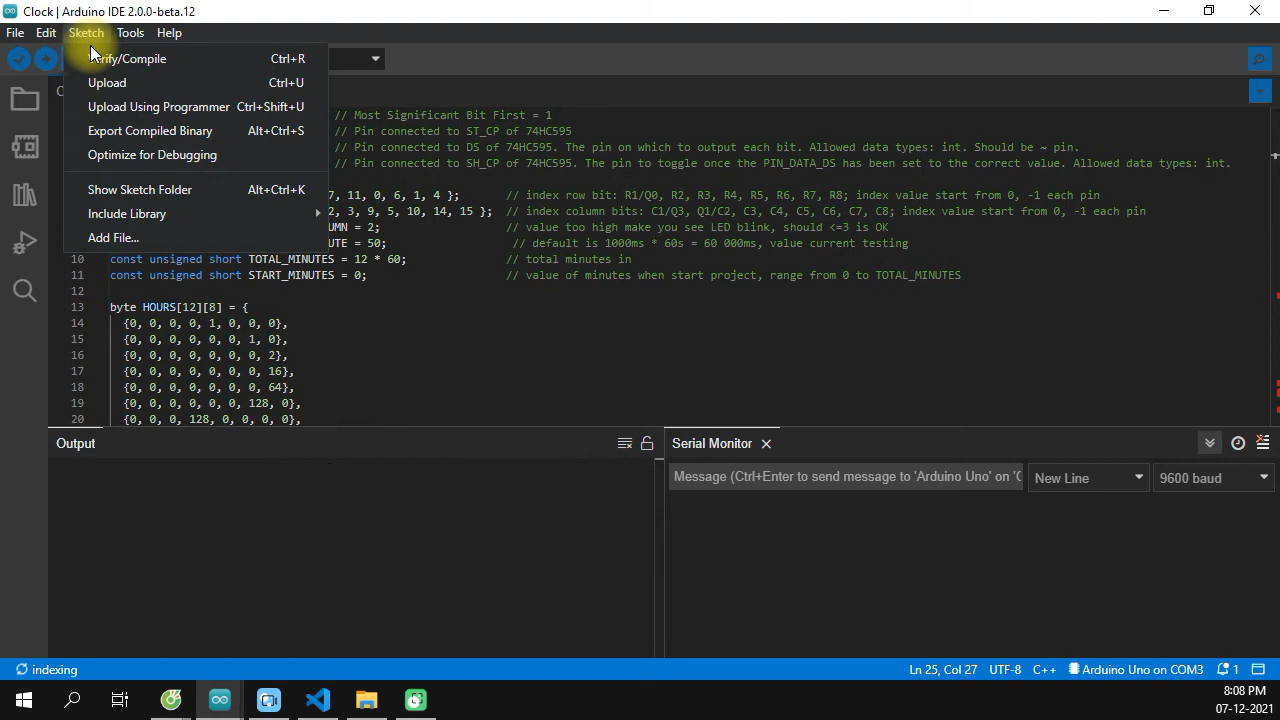 Clock | Arduino IDE 2.0.0-beta.12
File Edit Sketch Tools Help
Verify/Compile Ctrl+R
Upload Ctrl+U
Upload Using Programmer Ctrl+Shift+U
Export Compiled Binary Alt+Ctrl+S
Optimize for Debugging
Show Sketch Folder Alt+Ctrl+K
Include Library
Add File...
// Most Significant Bit First = 1
// Pin connected to ST_CP of 74HC595
// Pin connected to DS of 74HC595. The pin on which to output each bit. Allowed data types: int. Should be ~ pin.
// Pin connected to SH_CP of 74HC595. The pin to toggle once the PIN_DATA_DS has been set to the correct value. Allowed data types: int.
7, 11, 0, 6, 1, 4 }; // index row bit: R1/Q0, R2, R3, R4, R5, R6, R7, R8; index value start from 0, -1 each pin
2, 3, 9, 5, 10, 14, 15 }; // index column bits: C1/Q3, Q1/C2, C3, C4, C5, C6, C7, C8; index value start from 0, -1 each pin
UMN = 2; // value too high make you see LED blink, should <=3 is OK
UTE = 50; // default is 1000ms * 60s = 60 000ms, value current testing
10 const unsigned short TOTAL_MINUTES = 12 * 60; // total minutes in
11 const unsigned short START_MINUTES = 0; // value of minutes when start project, range from 0 to TOTAL_MINUTES
12
13 byte HOURS[12][8] = {
14 {0, 0, 0, 0, 1, 0, 0, 0},
15 {0, 0, 0, 0, 0, 0, 1, 0},
16 {0, 0, 0, 0, 0, 0, 0, 2},
17 {0, 0, 0, 0, 0, 0, 0, 16},
18 {0, 0, 0, 0, 0, 0, 0, 64},
19 {0, 0, 0, 0, 0, 0, 128, 0},
20 {0, 0, 0, 128, 0, 0, 0, 0},
Output
Serial Monitor
Message (Ctrl+Enter to send message to 'Arduino Uno' on 'C
New Line
9600 baud
indexing
Ln 25, Col 27 UTF-8 C++ Arduino Uno on COM3 1
8:08 PM
07-12-2021